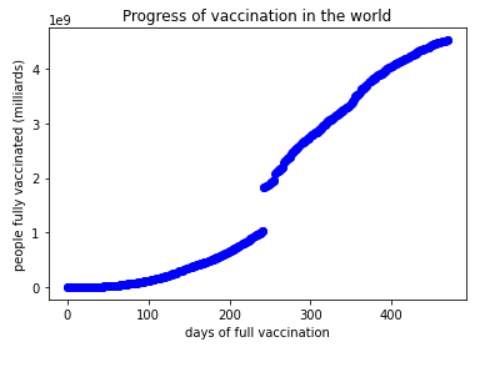 Progress of vaccination in the world
1e9
people fully vaccinated (milliards)
4
3
2
1
0
0 100 200 300 400
days of full vaccination